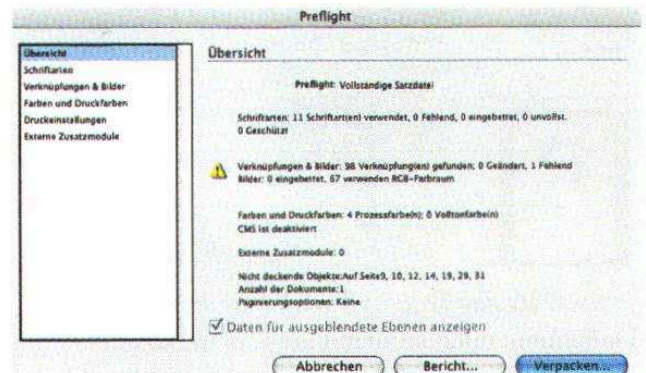 Preflight
Übersicht
Schriftarten
Verknüpfungen & Bilder
Farben und Druckfarben
Druckeinstellungen
Externe Zusatzmodule
Übersicht
Preflight: Vollständige Satzdatei
Schriftarten: 11 Schriftart(en) verwendet, 0 Fehlend, 0 eingebettet, 0 unvollst.
0 Geschützt
Verknüpfungen & Bilder: 98 Verknüpfung(en) gefunden; 0 Geändert, 1 Fehlend
Bilder: 0 eingebettet, 67 verwenden RGB-Farbraum
Farben und Druckfarben: 4 Prozessfarbe(n); 0 Volltonfarbe(n)
CMS ist deaktiviert
Externe Zusatzmodule: 0
Nicht deckende Objekte:Auf Seite9, 10, 12, 14, 19, 29, 31
Anzahl der Dokumente:1
Paginierungsoptionen: Keine
Daten für ausgeblendete Ebenen anzeigen
Abbrechen
Bericht...
Verpacken...